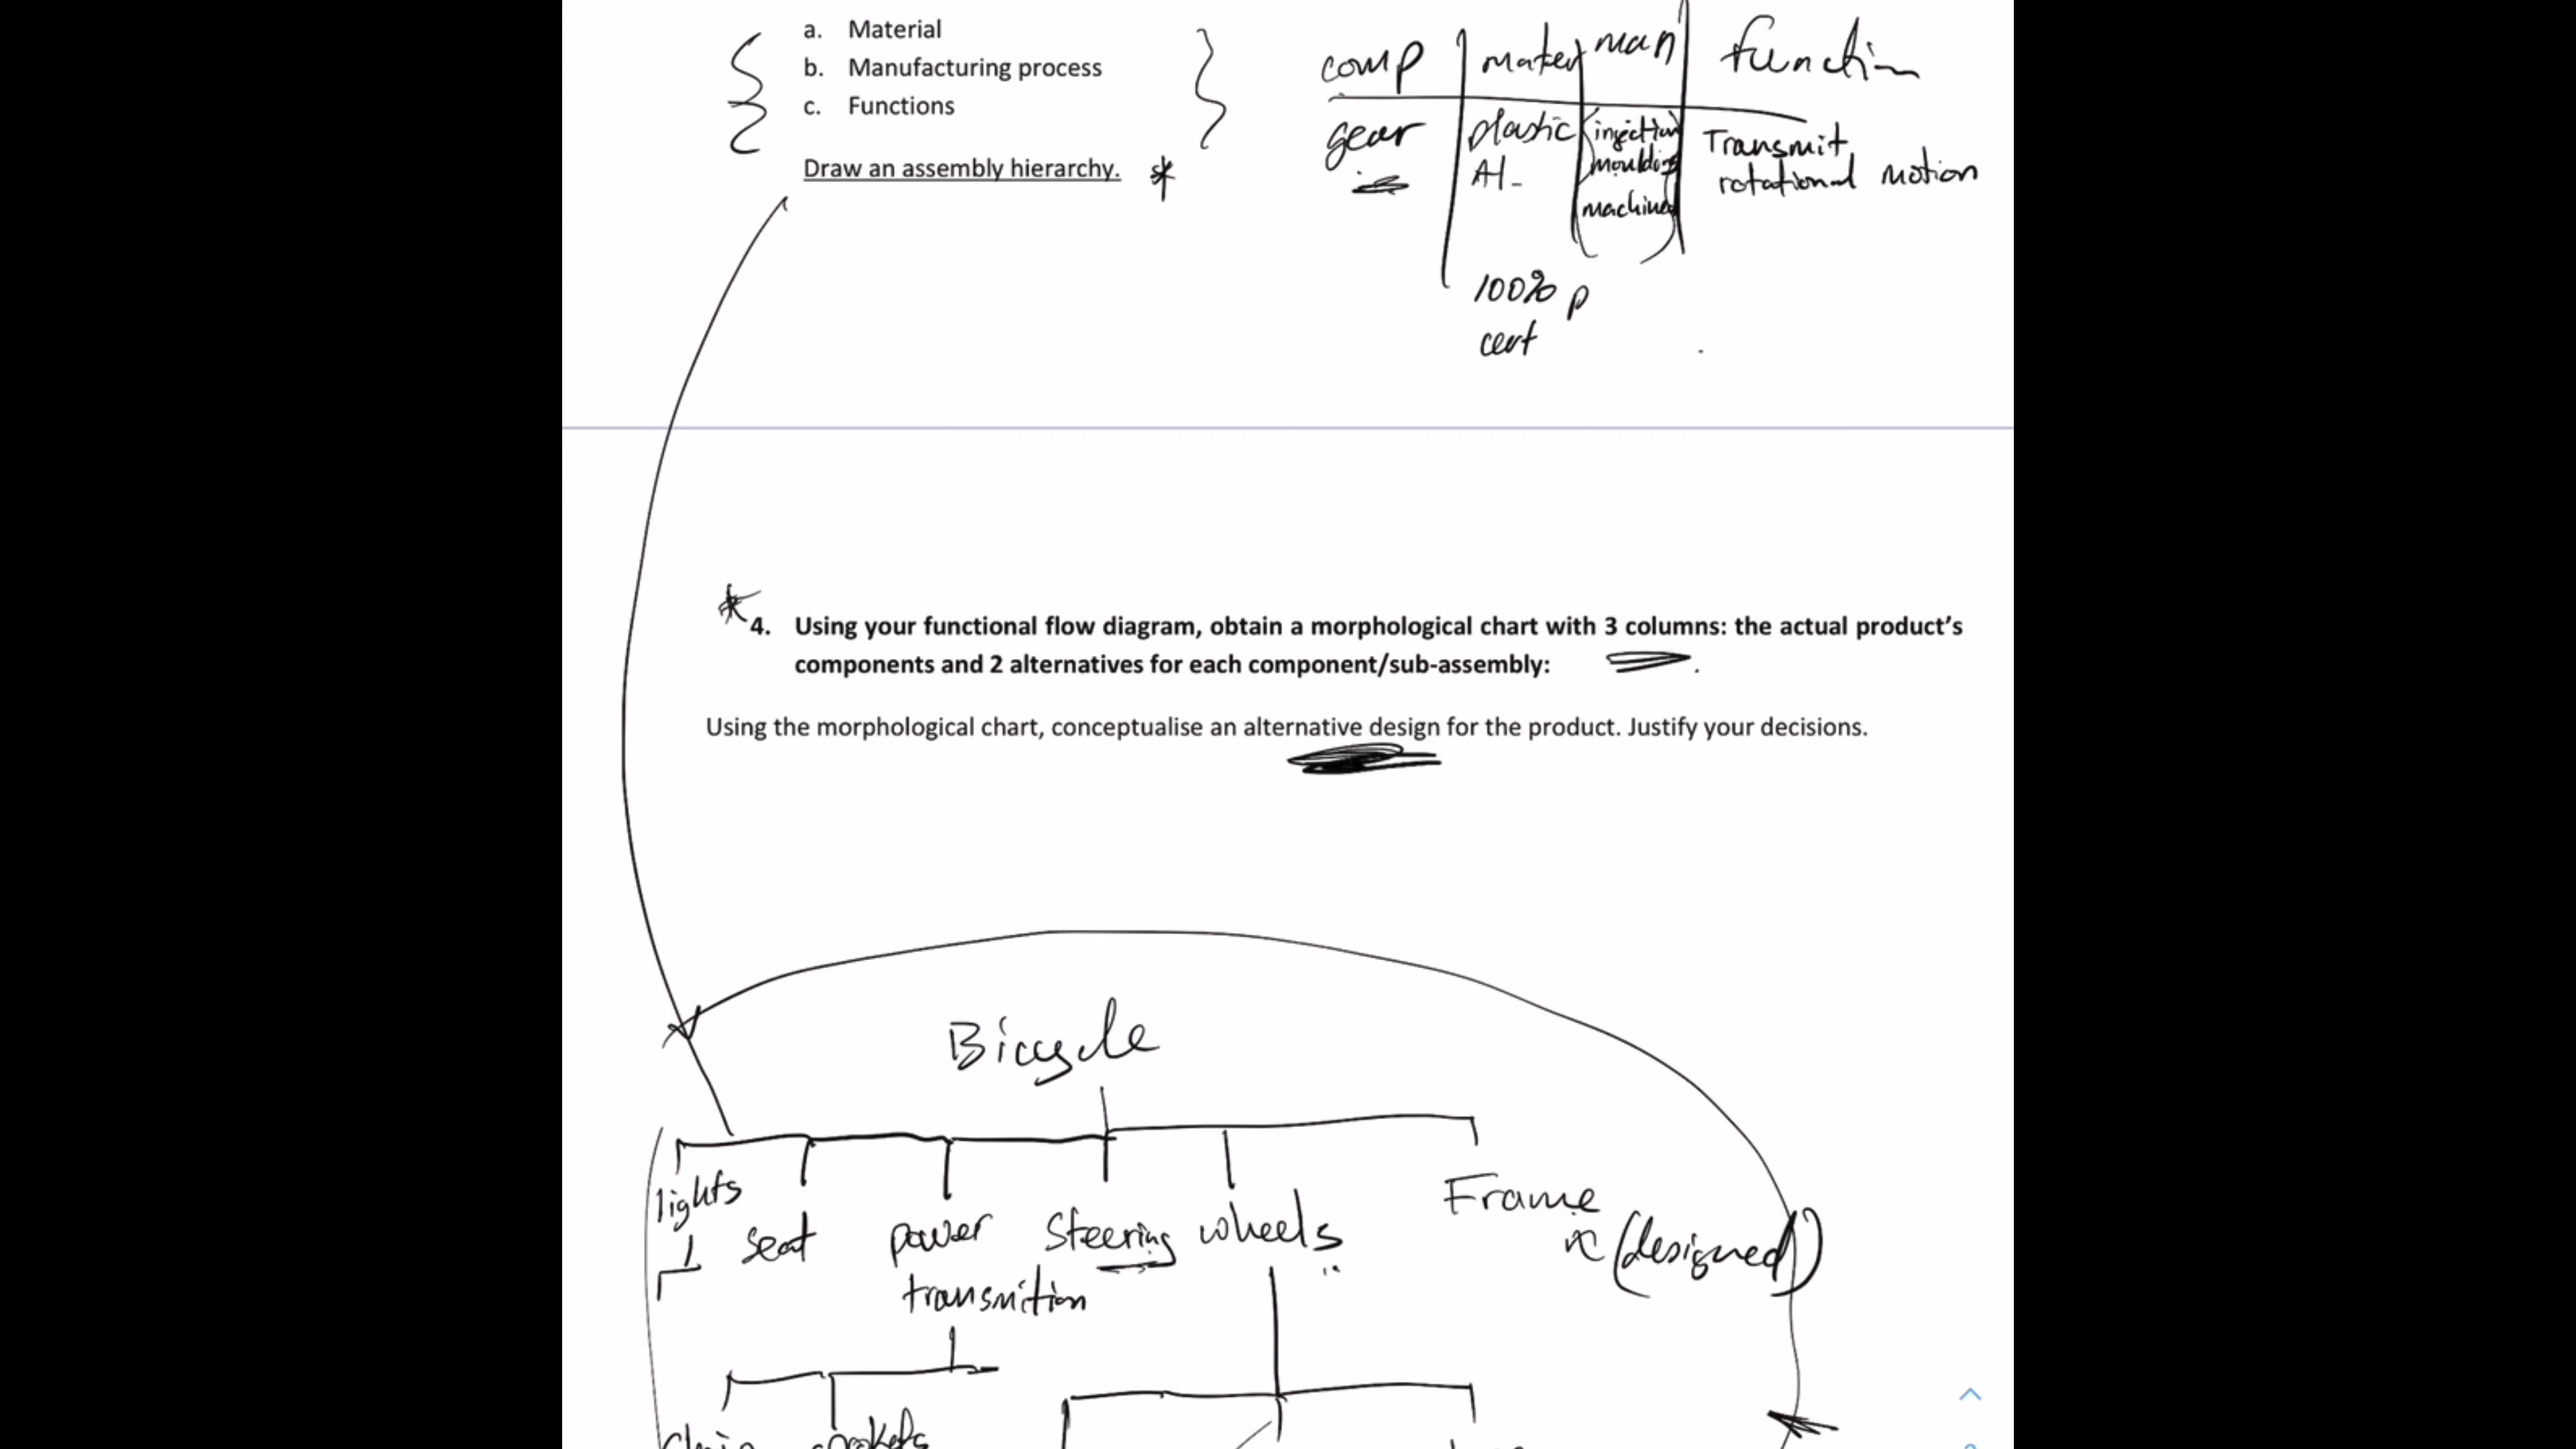 a. Material
b. Manufacturing process
c. Functions
Draw an assembly hierarchy. *
comp mater man function
gear plastic injection Transmit
Al- moulding rotational motion
machined
100% p
cert
*4. Using your functional flow diagram, obtain a morphological chart with 3 columns: the actual product's
components and 2 alternatives for each component/sub-assembly:
Using the morphological chart, conceptualise an alternative design for the product. Justify your decisions.
Bicycle
lights seat power Steering wheels Frame
transmition (designed)